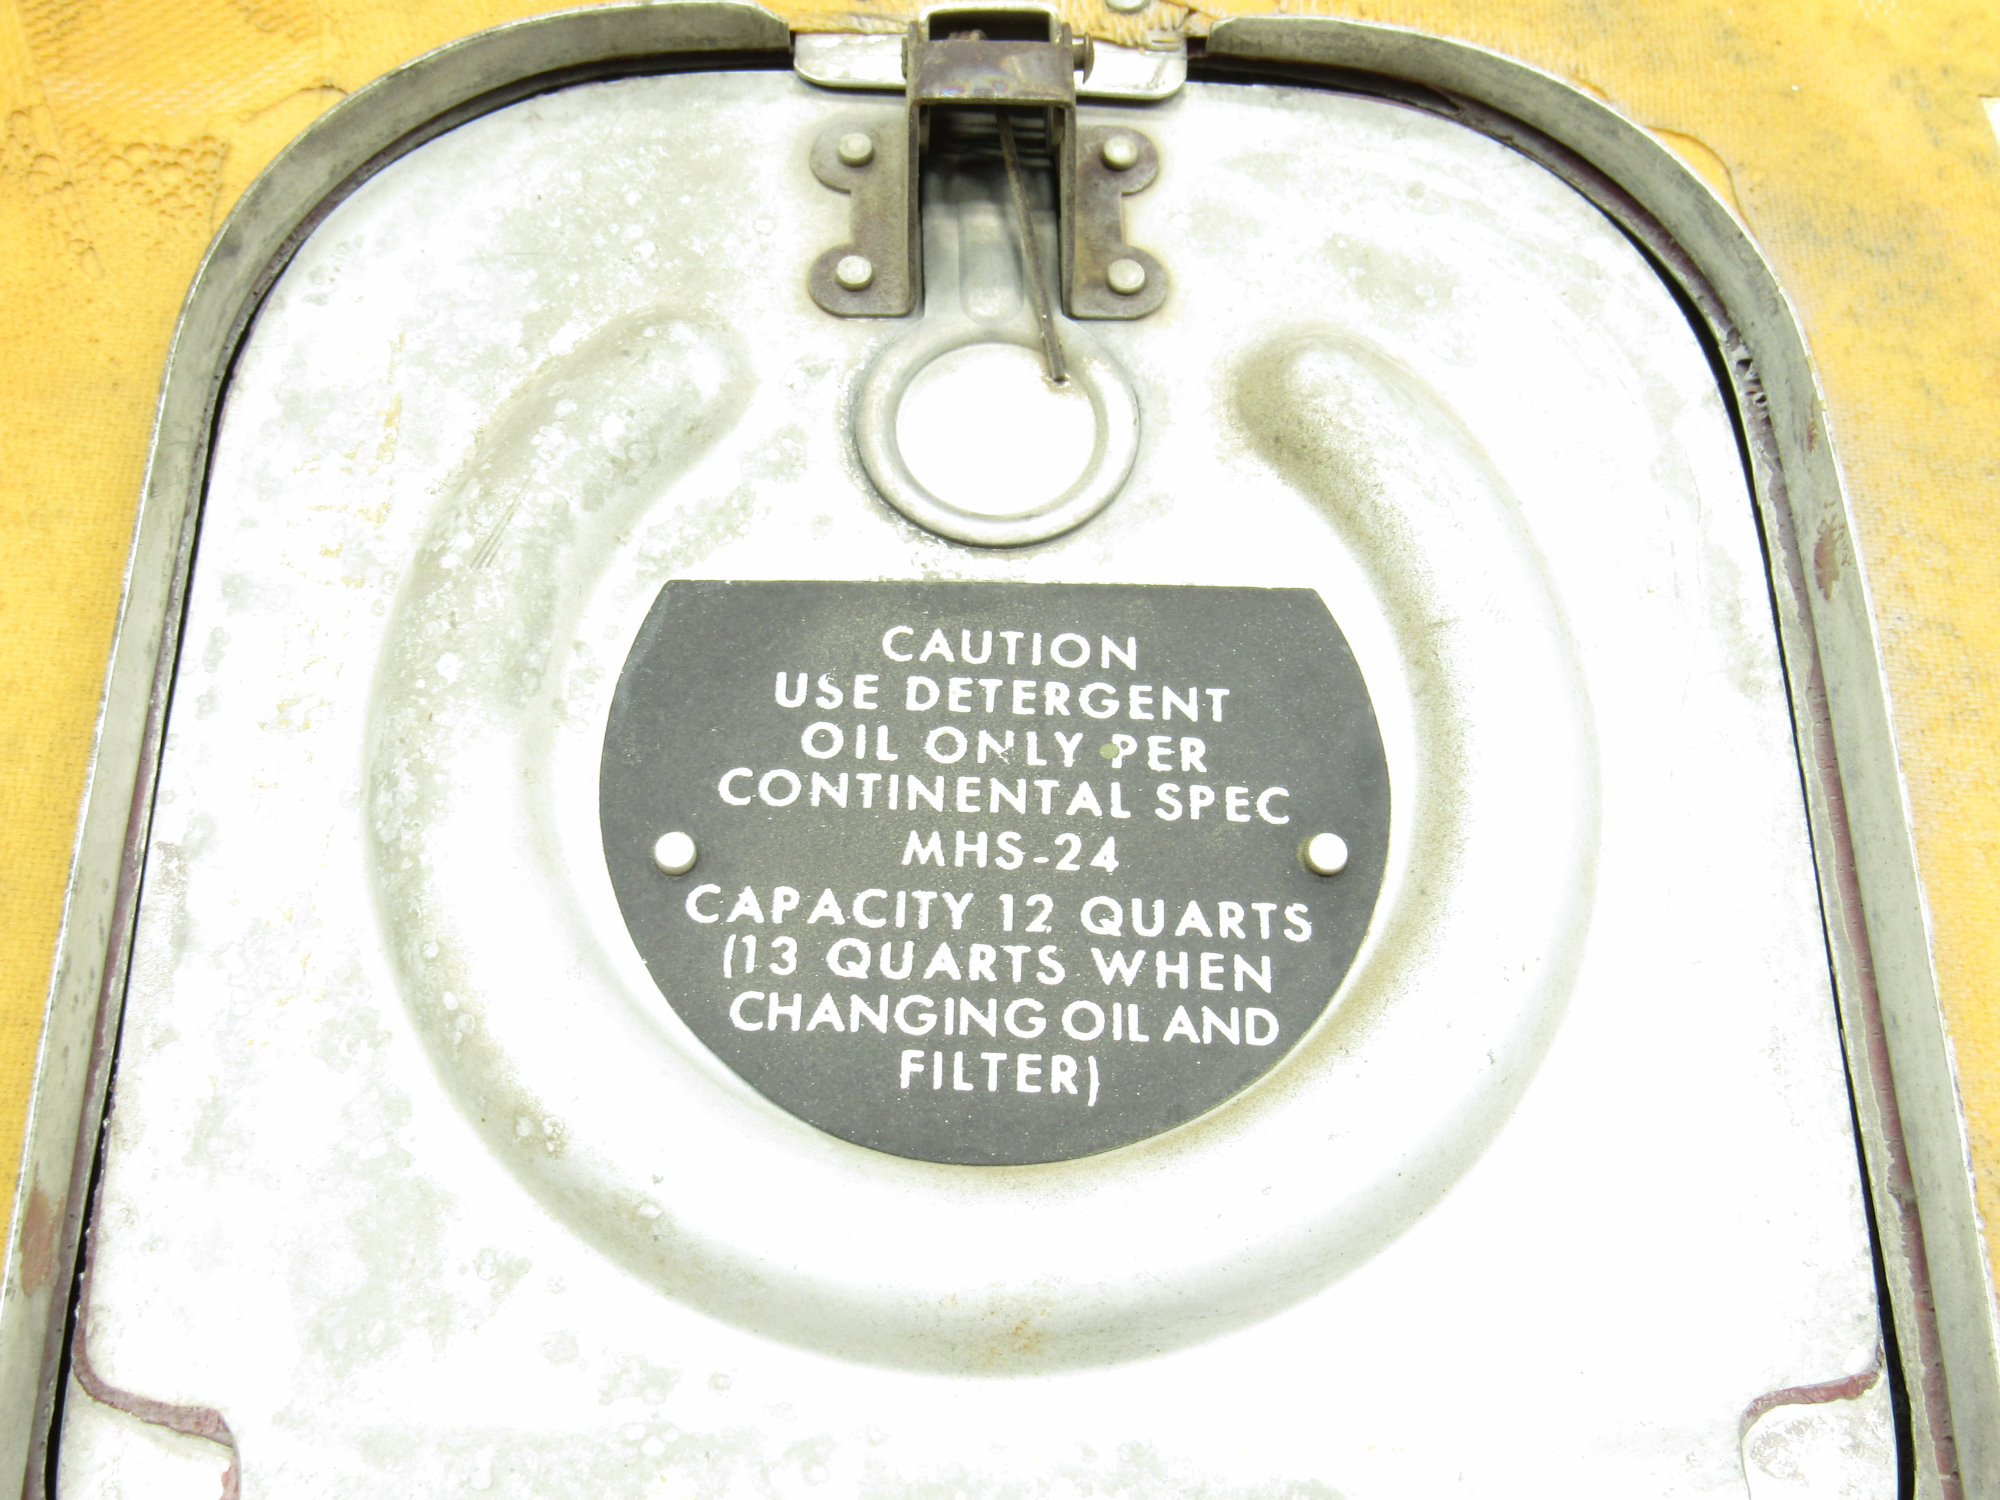 CAUTION
USE DETERGENT
OIL ONLY PER
CONTINENTAL SPEC
MHS-24
CAPACITY 12 QUARTS
(13 QUARTS WHEN
CHANGING OIL AND
FILTER)